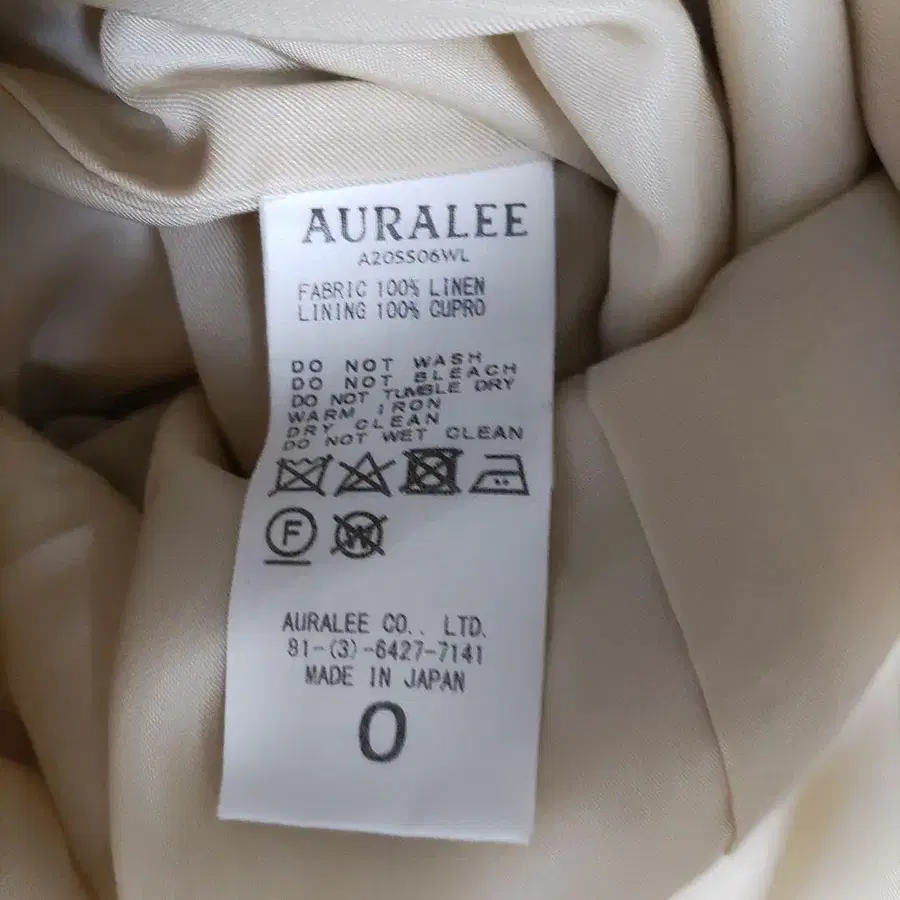 AURALEE
A20SS06WL
FABRIC 100% LINEN
LINING 100% CUPRO
DO NOT WASH
DO NOT BLEACH
DO NOT TUMBLE DRY
WARM IRON
DRY CLEAN
DO NOT WET CLEAN
F W
AURALEE CO., LTD.
81-(3)-6427-7141
MADE IN JAPAN
0